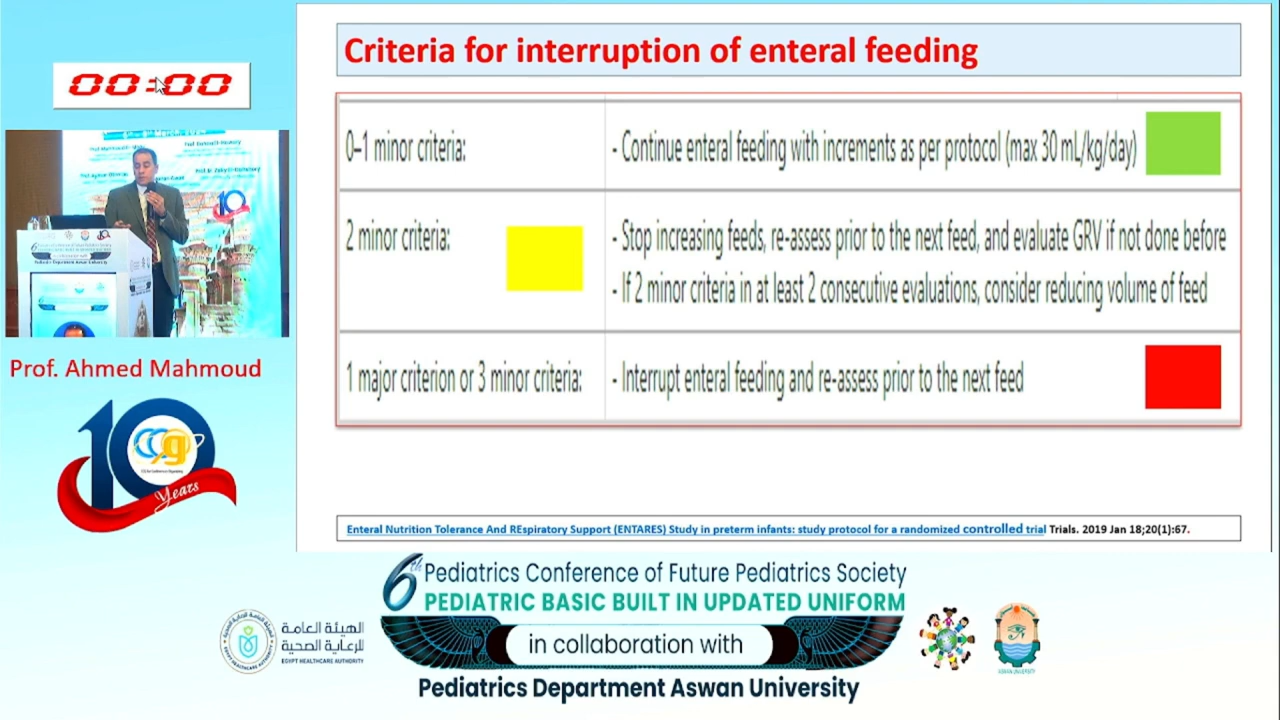 Criteria for interruption of enteral feeding
00:00
0–1 minor criteria:
- Continue enteral feeding with increments as per protocol (max 30 mL/kg/day)
2 minor criteria:
- Stop increasing feeds, re-assess prior to the next feed, and evaluate GRV if not done before
- If 2 minor criteria in at least 2 consecutive evaluations, consider reducing volume of feed
1 major criterion or 3 minor criteria:
- Interrupt enteral feeding and re-assess prior to the next feed
Prof. Ahmed Mahmoud
10
CCg
Years
Enteral Nutrition Tolerance And REspiratory Support (ENTARES) Study in preterm infants: study protocol for a randomized controlled trial Trials. 2019 Jan 18;20(1):67.
6th Pediatrics Conference of Future Pediatrics Society
PEDIATRIC BASIC BUILT IN UPDATED UNIFORM
in collaboration with
Pediatrics Department Aswan University
الهيئة العامة
للرعاية الصحية
EGYPT HEALTHCARE AUTHORITY
ASWAN UNIVERSITY